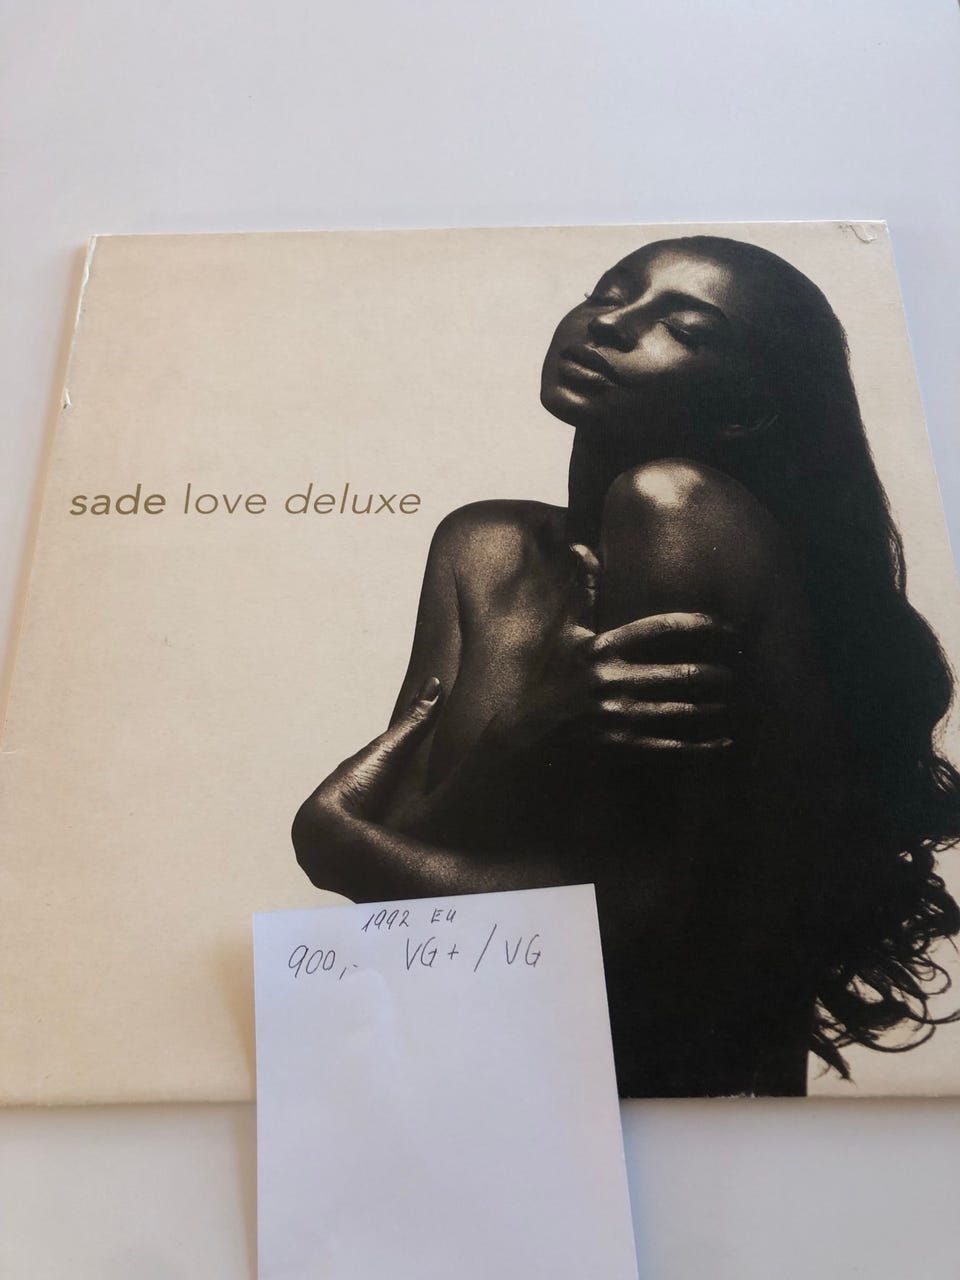 sade love deluxe
1992 EU
900,- VG+ / VG